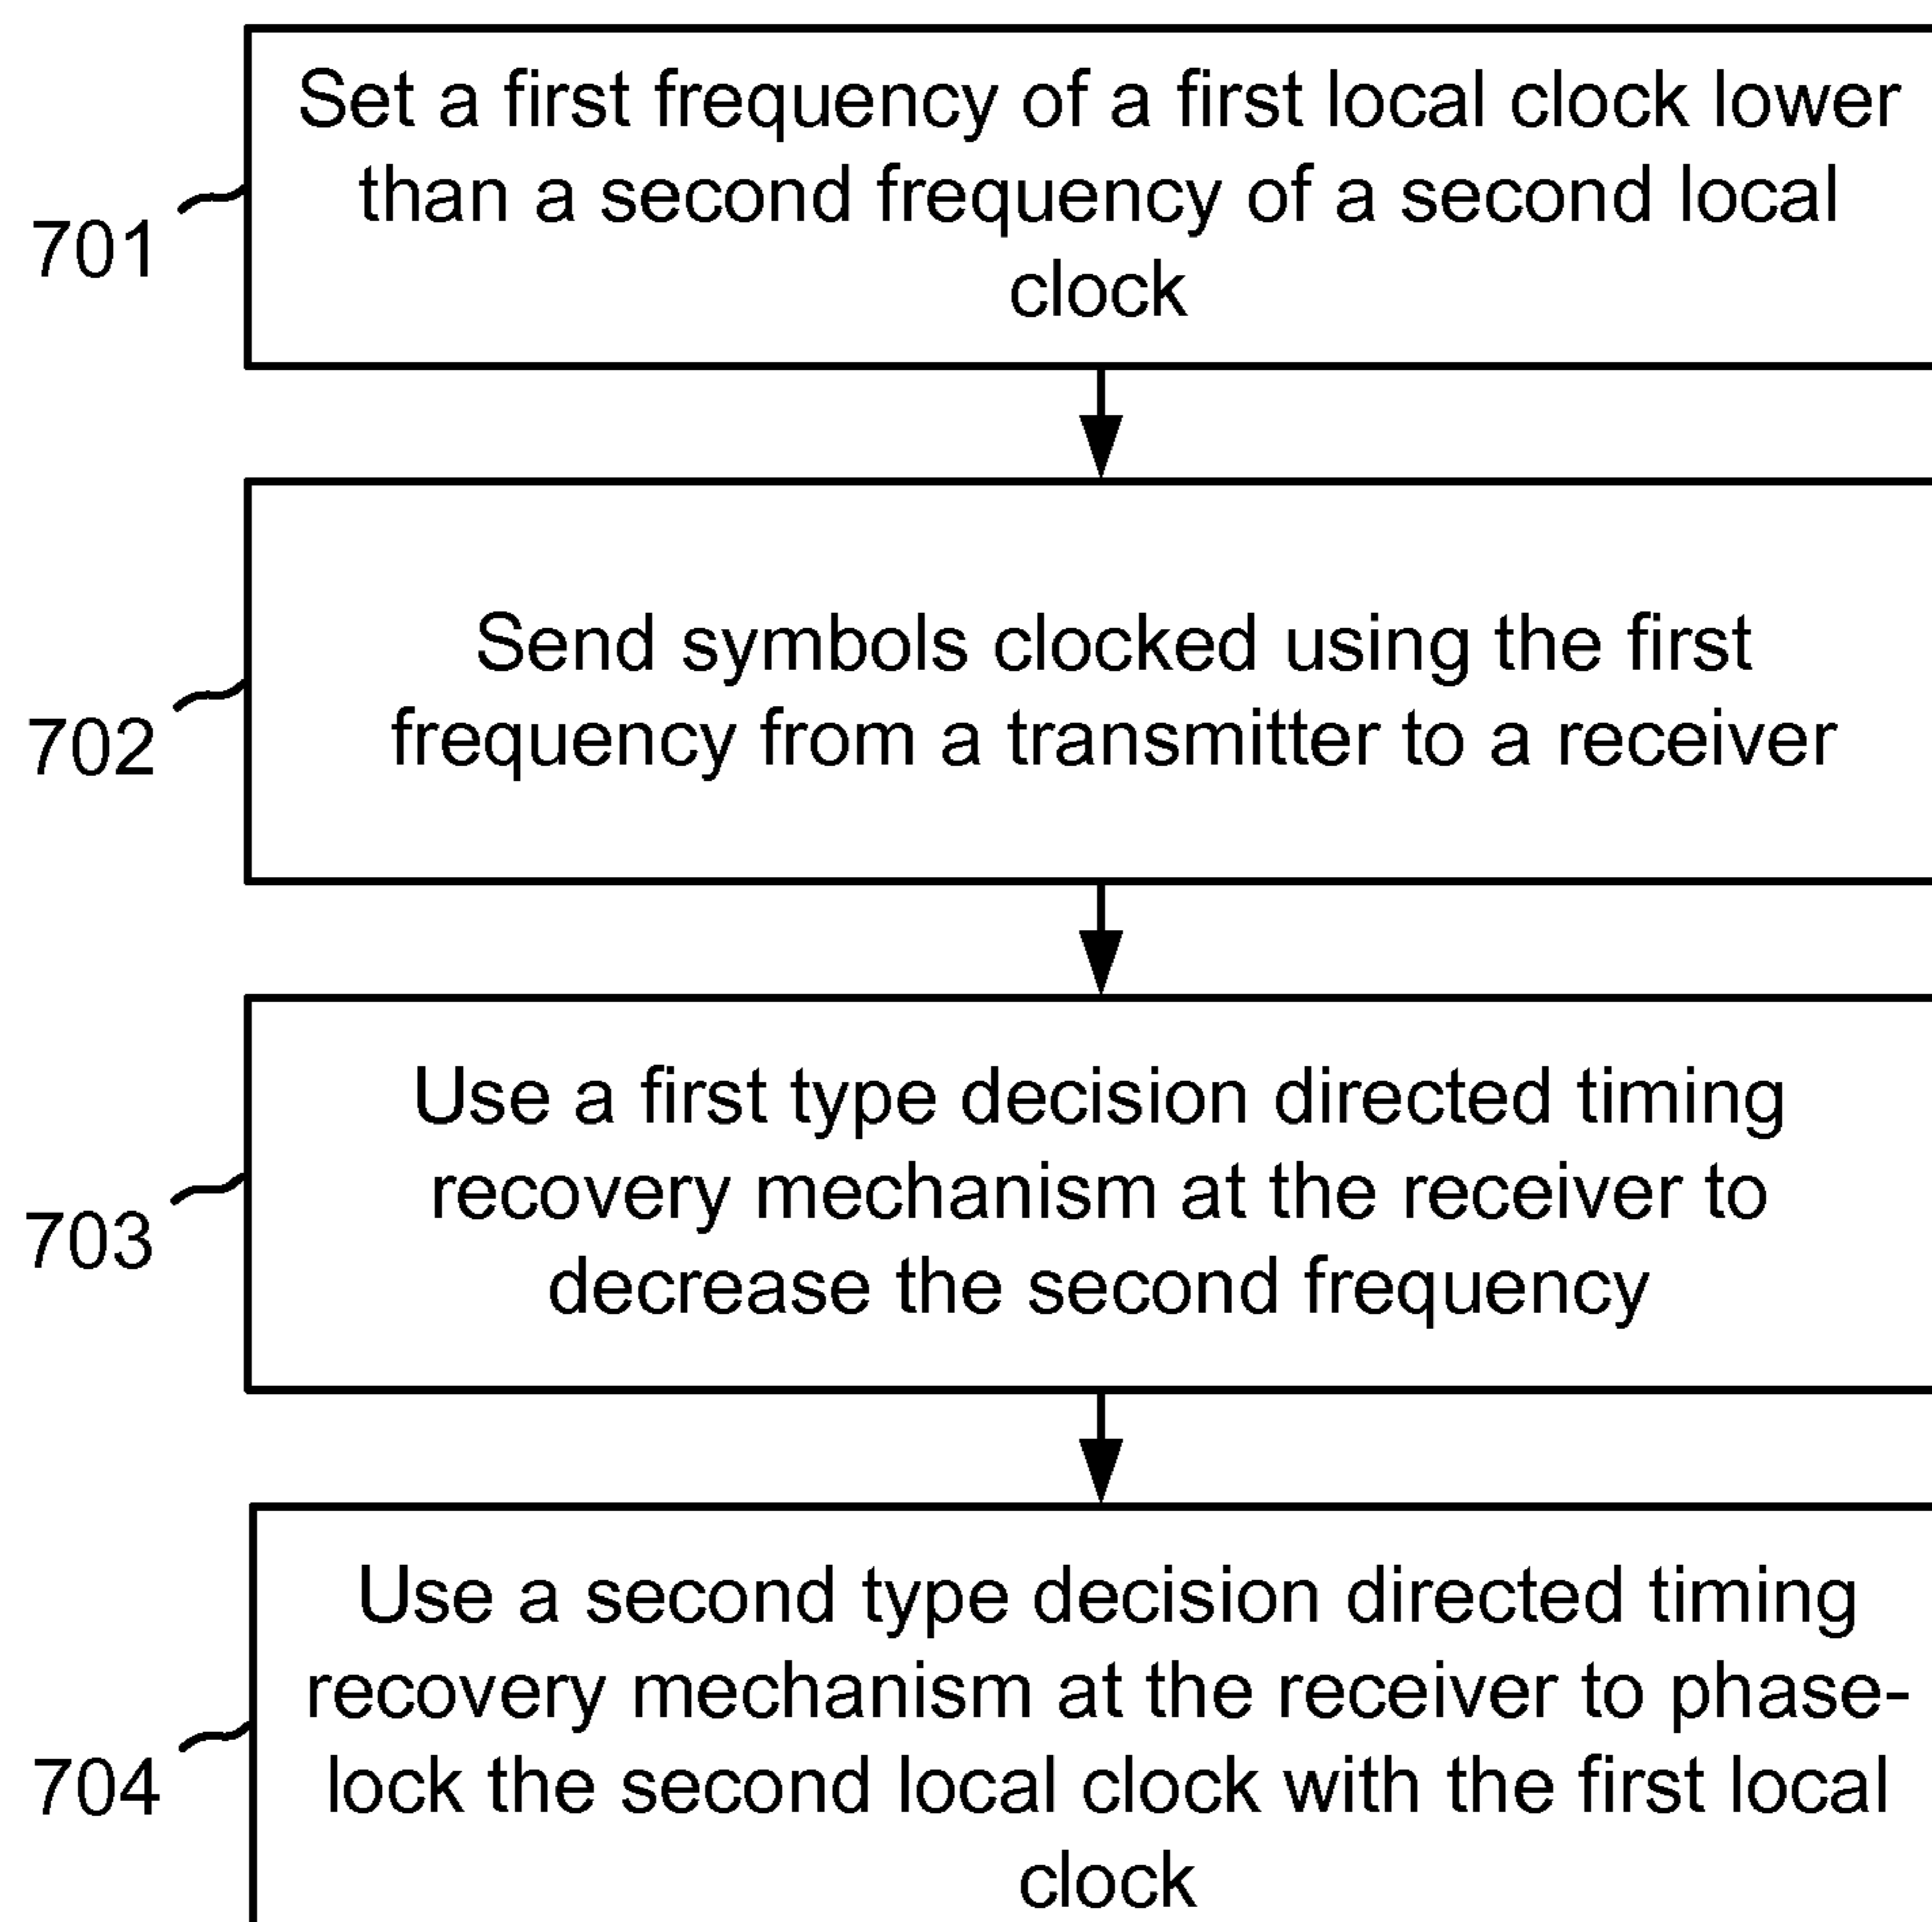 Set a first frequency of a first local clock lower
than a second frequency of a second local
clock
701
Send symbols clocked using the first
frequency from a transmitter to a receiver
702
Use a first type decision directed timing
recovery mechanism at the receiver to
decrease the second frequency
703
Use a second type decision directed timing
recovery mechanism at the receiver to phase-
lock the second local clock with the first local
clock
704